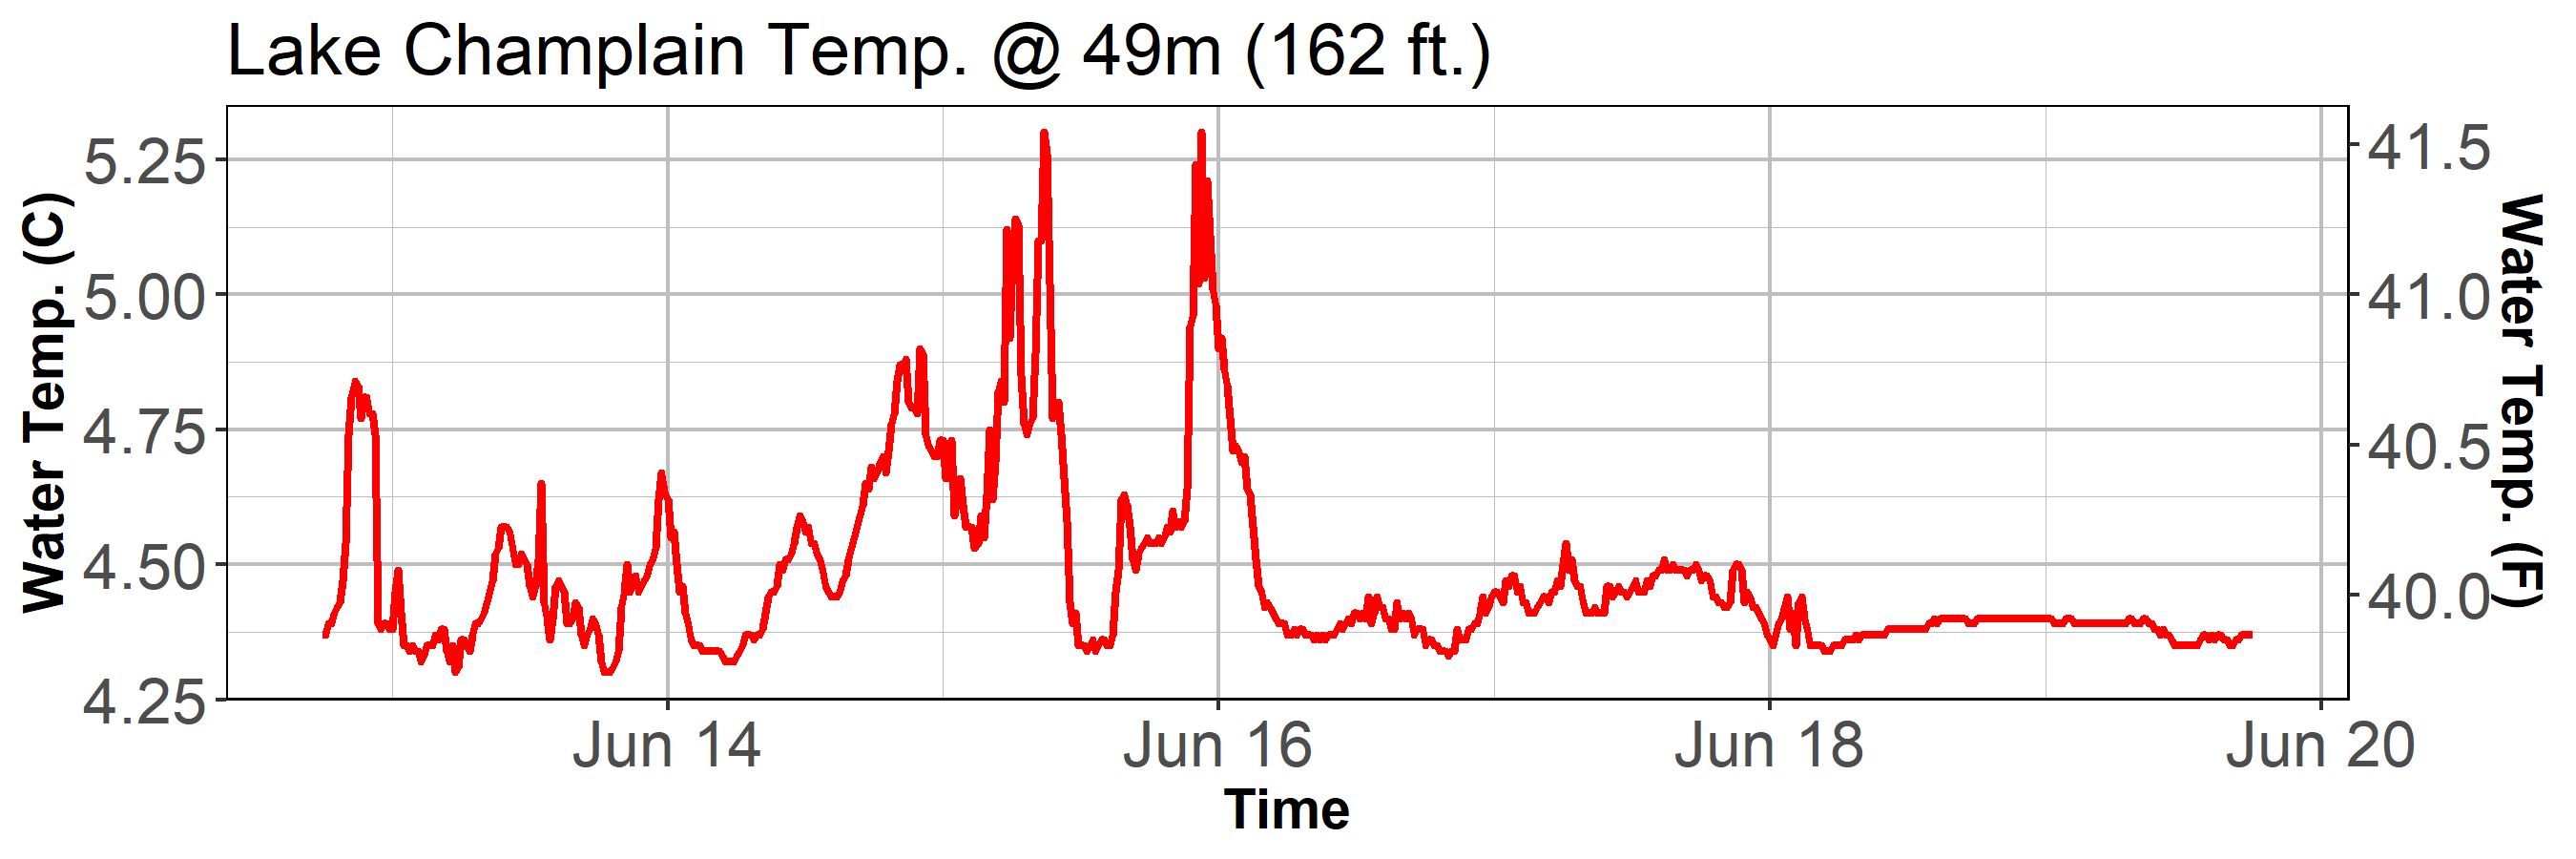 Lake Champlain Temp. @ 49m (162 ft.)
Water Temp. (C)
5.25
5.00
4.75
4.50
4.25
41.5
41.0
40.5
40.0
Water Temp. (F)
Jun 14 Jun 16 Jun 18 Jun 20
Time